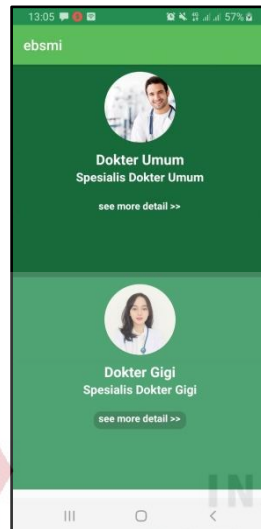 13:05 57%
ebsmi
Dokter Umum
Spesialis Dokter Umum
see more detail >>
Dokter Gigi
Spesialis Dokter Gigi
see more detail >>
IN